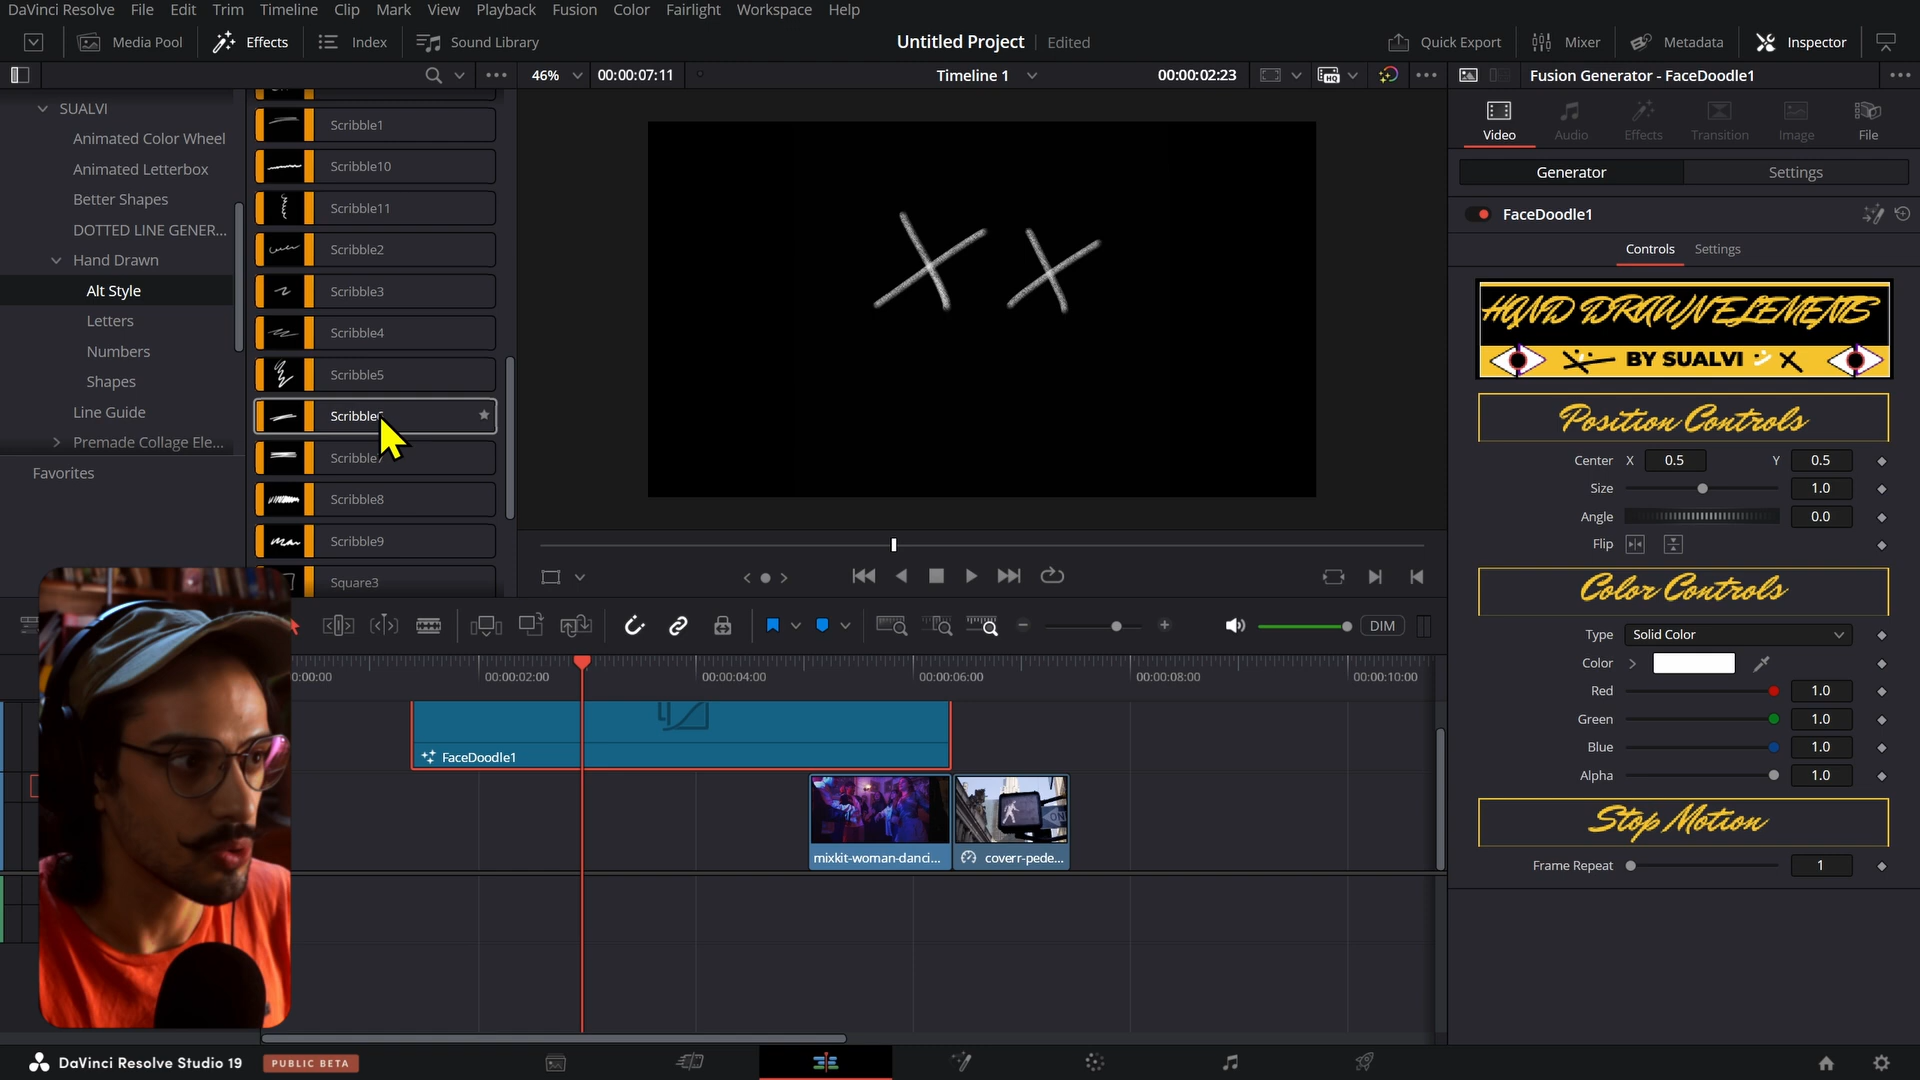 DaVinci Resolve File Edit Trim Timeline Clip Mark View Playback Fusion Color Fairlight Workspace Help
Media Pool Effects Index Sound Library Untitled Project Edited Quick Export Mixer Metadata Inspector
46% 00:00:07:11 Timeline 1 00:00:02:23 Fusion Generator - FaceDoodle1
SUALVI
Animated Color Wheel
Animated Letterbox
Better Shapes
DOTTED LINE GENER...
Hand Drawn
Alt Style
Letters
Numbers
Shapes
Line Guide
Premade Collage Ele...
Favorites
Scribble1
Scribble10
Scribble11
Scribble2
Scribble3
Scribble4
Scribble5
Scribble6
Scribble7
Scribble8
Scribble9
Square3
Video Audio Effects Transition Image File
Generator Settings
FaceDoodle1
Controls Settings
HAND DRAWN ELEMENTS
BY SUALVI
Position Controls
Center X 0.5 Y 0.5
Size 1.0
Angle 0.0
Flip
Color Controls
Type Solid Color
Color
Red 1.0
Green 1.0
Blue 1.0
Alpha 1.0
Stop Motion
Frame Repeat 1
DIM
0:00:00 00:00:02:00 00:00:04:00 00:00:06:00 00:00:08:00 00:00:10:00
FaceDoodle1
mixkit-woman-danci... coverr-pede...
DaVinci Resolve Studio 19 PUBLIC BETA